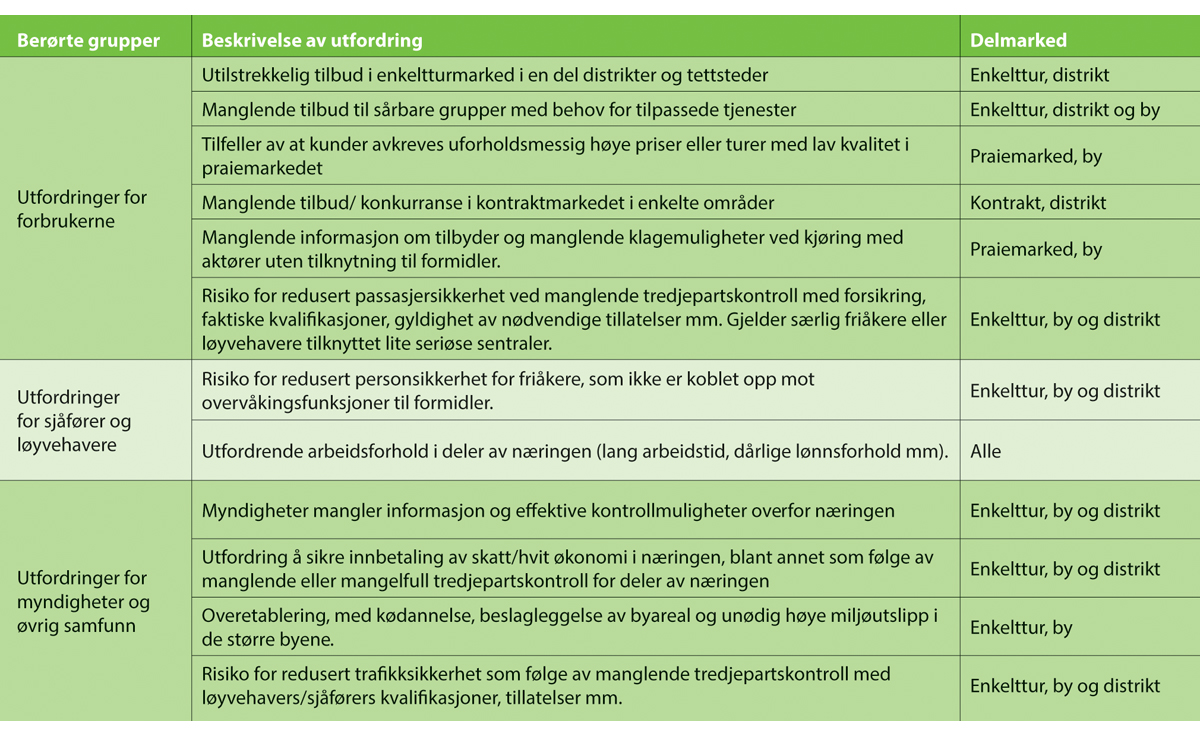 Berørte grupper
Beskrivelse av utfordring
Delmarked
Utfordringer for
forbrukerne
Utilstrekkelig tilbud i enkeltturmarked i en del distrikter og tettsteder
Enkelttur, distrikt
Manglende tilbud til sårbare grupper med behov for tilpassede tjenester
Enkelttur, distrikt og by
Tilfeller av at kunder avkreves uforholdsmessig høye priser eller turer med lav kvalitet i
praiemarkedet
Praiemarked, by
Manglende tilbud/ konkurranse i kontraktmarkedet i enkelte områder
Kontrakt, distrikt
Manglende informasjon om tilbyder og manglende klagemuligheter ved kjøring med
aktører uten tilknytning til formidler.
Praiemarked, by
Risiko for redusert passasjersikkerhet ved manglende tredjepartskontroll med forsikring,
faktiske kvalifikasjoner, gyldighet av nødvendige tillatelser mm. Gjelder særlig friåkere eller
løyvehavere tilknyttet lite seriøse sentraler.
Enkelttur, by og distrikt
Utfordringer
for sjåfører og
løyvehavere
Risiko for redusert personsikkerhet for friåkere, som ikke er koblet opp mot
overvåkingsfunksjoner til formidler.
Enkelttur, by og distrikt
Utfordrende arbeidsforhold i deler av næringen (lang arbeidstid, dårlige lønnsforhold mm).
Alle
Utfordringer for
myndigheter og
øvrig samfunn
Myndigheter mangler informasjon og effektive kontrollmuligheter overfor næringen
Enkelttur, by og distrikt
Utfordring å sikre innbetaling av skatt/hvit økonomi i næringen, blant annet som følge av
manglende eller mangelfull tredjepartskontroll for deler av næringen
Enkelttur, by og distrikt
Overetablering, med kødannelse, beslagleggelse av byareal og unødig høye miljøutslipp i
de større byene.
Enkelttur, by
Risiko for redusert trafikksikkerhet som følge av manglende tredjepartskontroll med
løyvehavers/sjåførers kvalifikasjoner, tillatelser mm.
Enkelttur, by og distrikt